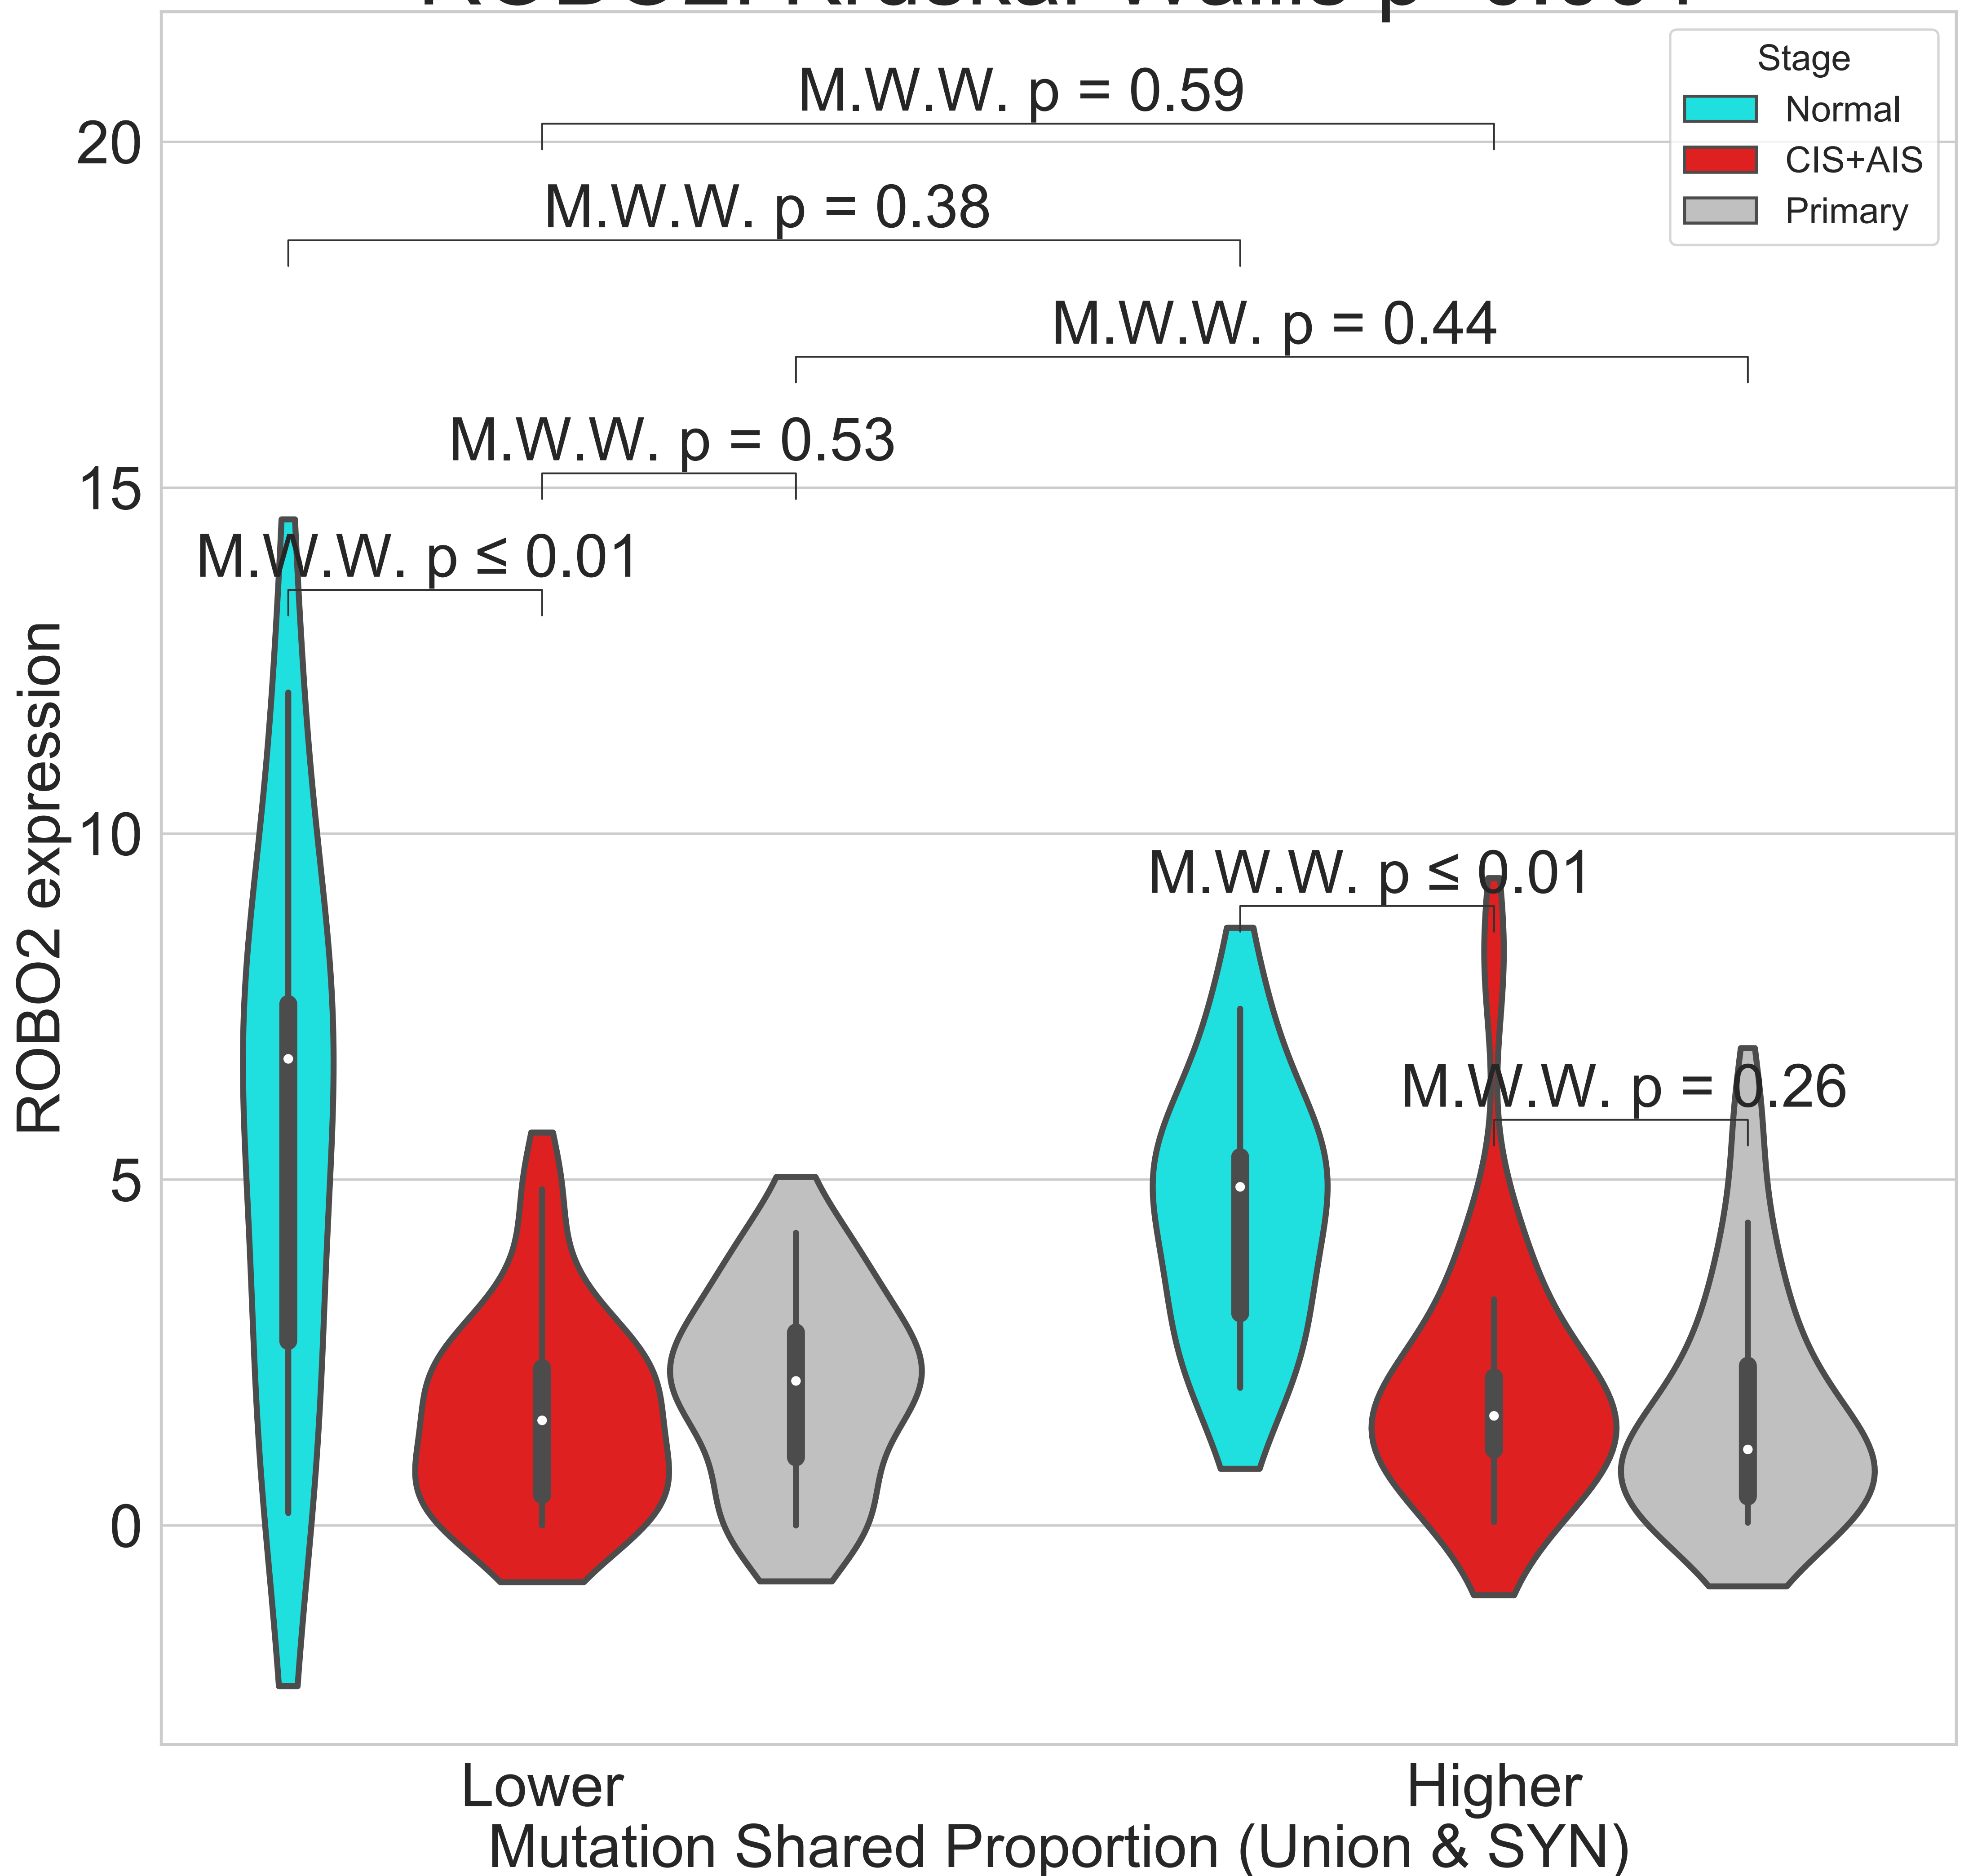 Stage
Normal
CIS+AIS
Primary
M.W.W. p = 0.59
20
M.W.W. p = 0.38
M.W.W. p = 0.44
M.W.W. p = 0.53
15
M.W.W. p ≤ 0.01
10
M.W.W. p ≤ 0.01
M.W.W. p = 0.26
5
0
ROBO2 expression
Lower
Higher
Mutation Shared Proportion (Union & SYN)